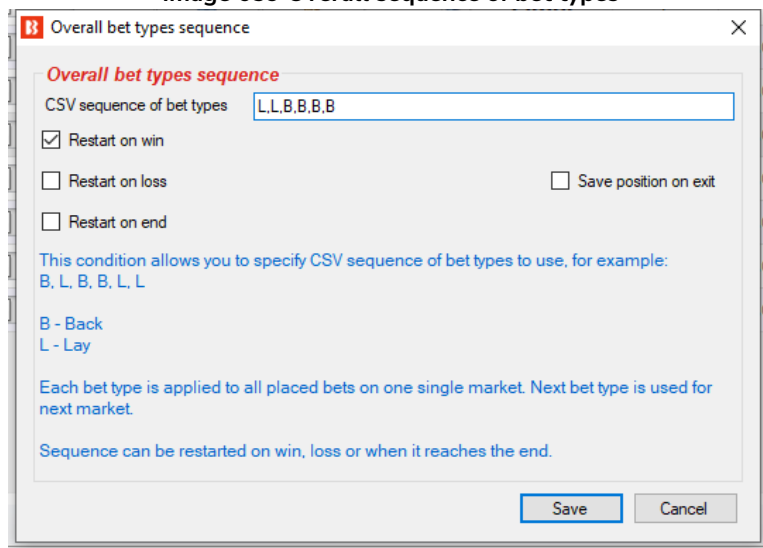 Overall bet types sequence
Overall bet types sequence
CSV sequence of bet types L,L,B,B,B,B
Restart on win
Restart on loss Save position on exit
Restart on end
This condition allows you to specify CSV sequence of bet types to use, for example:
B, L, B, B, L, L
B - Back
L - Lay
Each bet type is applied to all placed bets on one single market. Next bet type is used for
next market.
Sequence can be restarted on win, loss or when it reaches the end.
Save Cancel